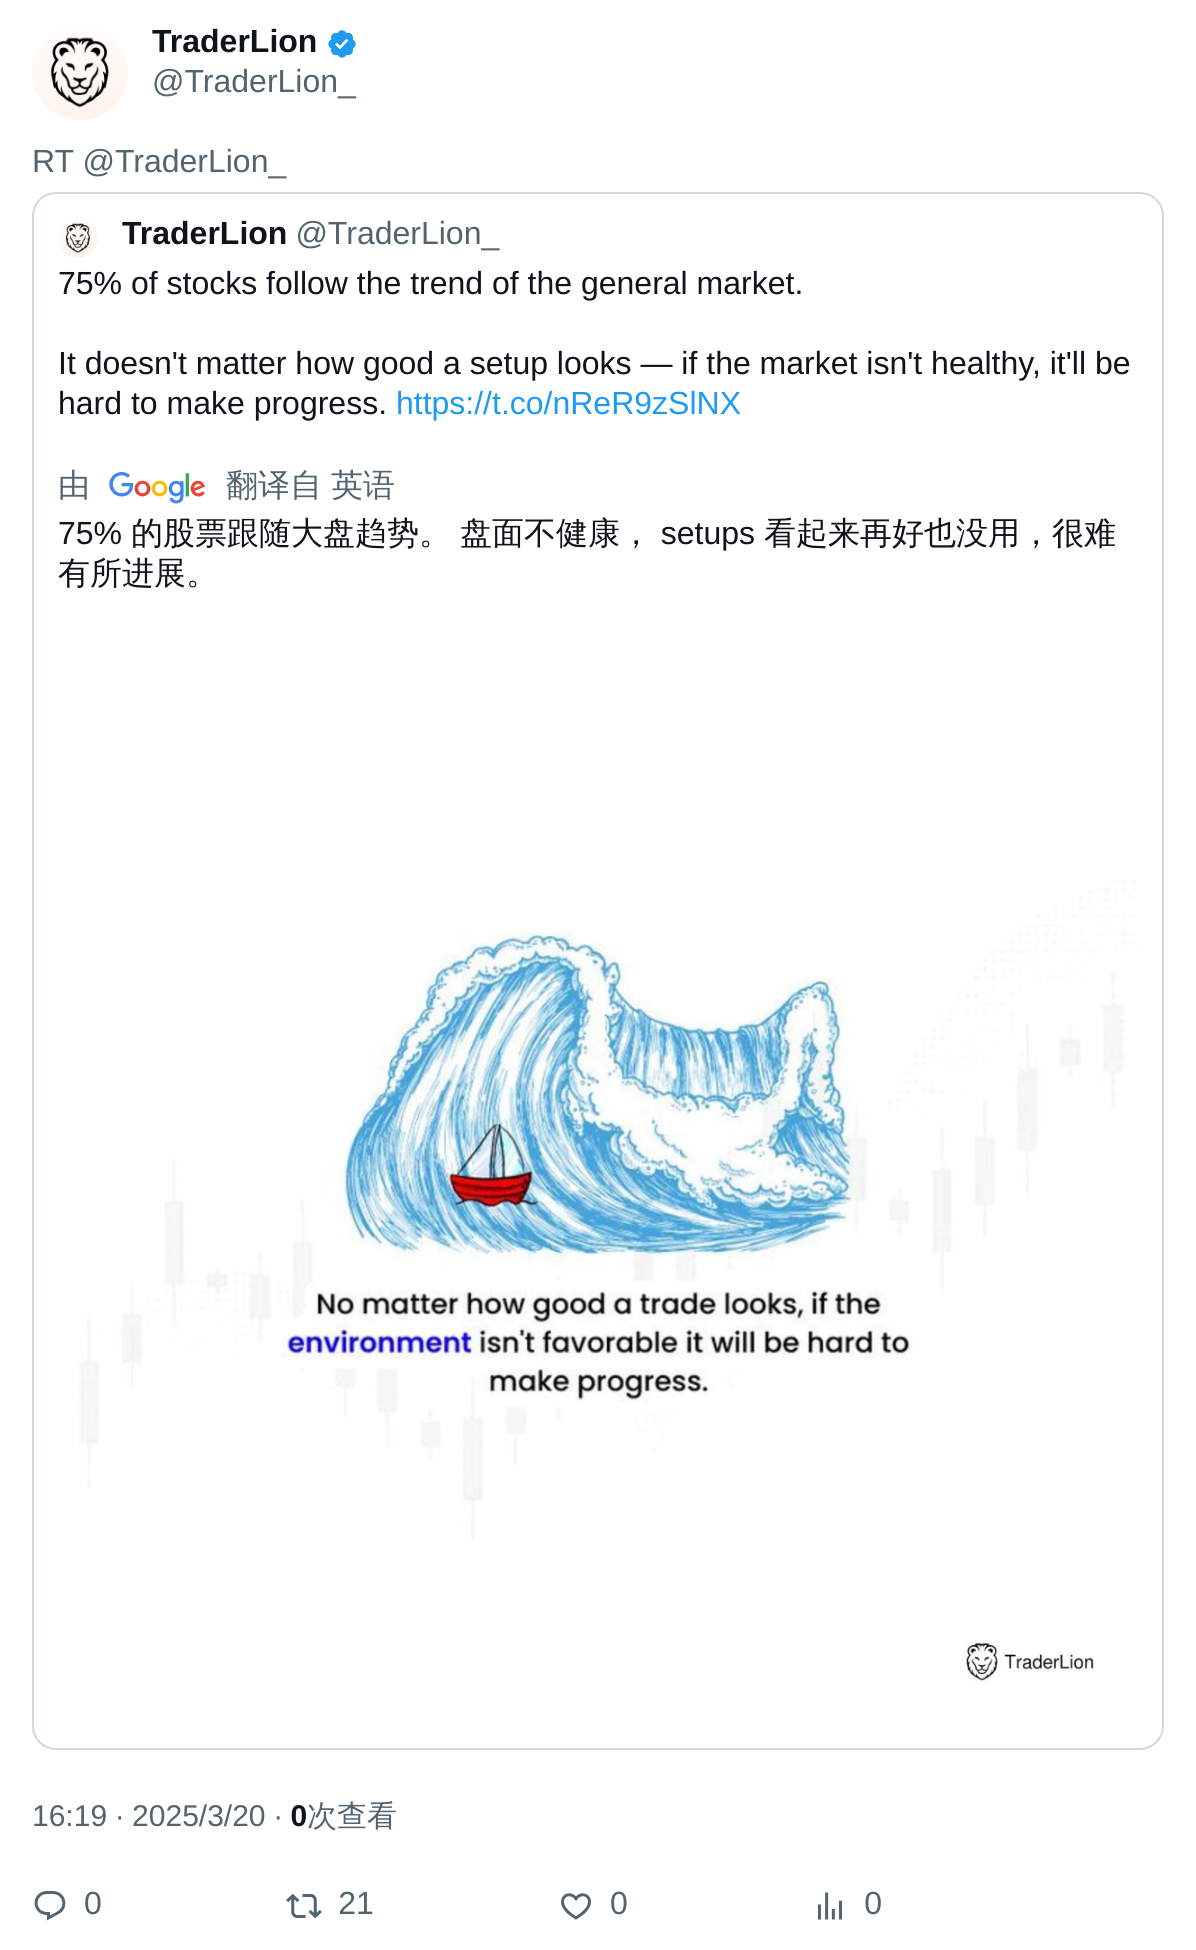 TraderLion
@TraderLion_
RT @TraderLion_
TraderLion @TraderLion_
75% of stocks follow the trend of the general market.
It doesn't matter how good a setup looks — if the market isn't healthy, it'll be
hard to make progress. https://t.co/nReR9zSlNX
由 Google 翻译自 英语
75% 的股票跟随大盘趋势。 盘面不健康， setups 看起来再好也没用，很难
有所进展。
No matter how good a trade looks, if the
environment isn't favorable it will be hard to
make progress.
TraderLion
16:19 · 2025/3/20 · 0次查看
0 21 0 0